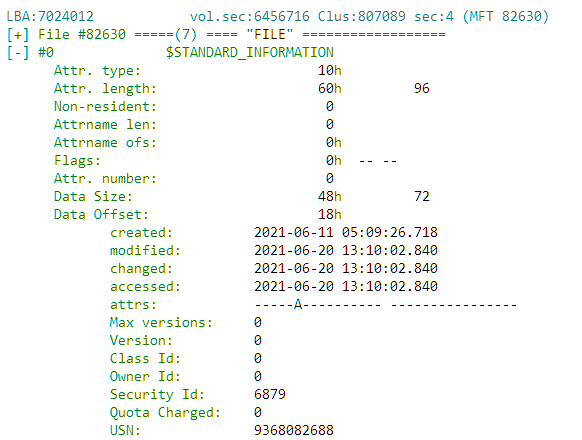 LBA:7024012 vol.sec:6456716 Clus:807089 sec:4 (MFT 82630)
[+] File #82630 =====(7) ==== "FILE" ==================
[-] #0 $STANDARD_INFORMATION
Attr. type: 10h
Attr. length: 60h 96
Non-resident: 0
Attrname len: 0
Attrname ofs: 0h
Flags: 0h -- --
Attr. number: 0
Data Size: 48h 72
Data Offset: 18h
created: 2021-06-11 05:09:26.718
modified: 2021-06-20 13:10:02.840
changed: 2021-06-20 13:10:02.840
accessed: 2021-06-20 13:10:02.840
attrs: -----A---------- ----------------
Max versions: 0
Version: 0
Class Id: 0
Owner Id: 0
Security Id: 6879
Quota Charged: 0
USN: 9368082688